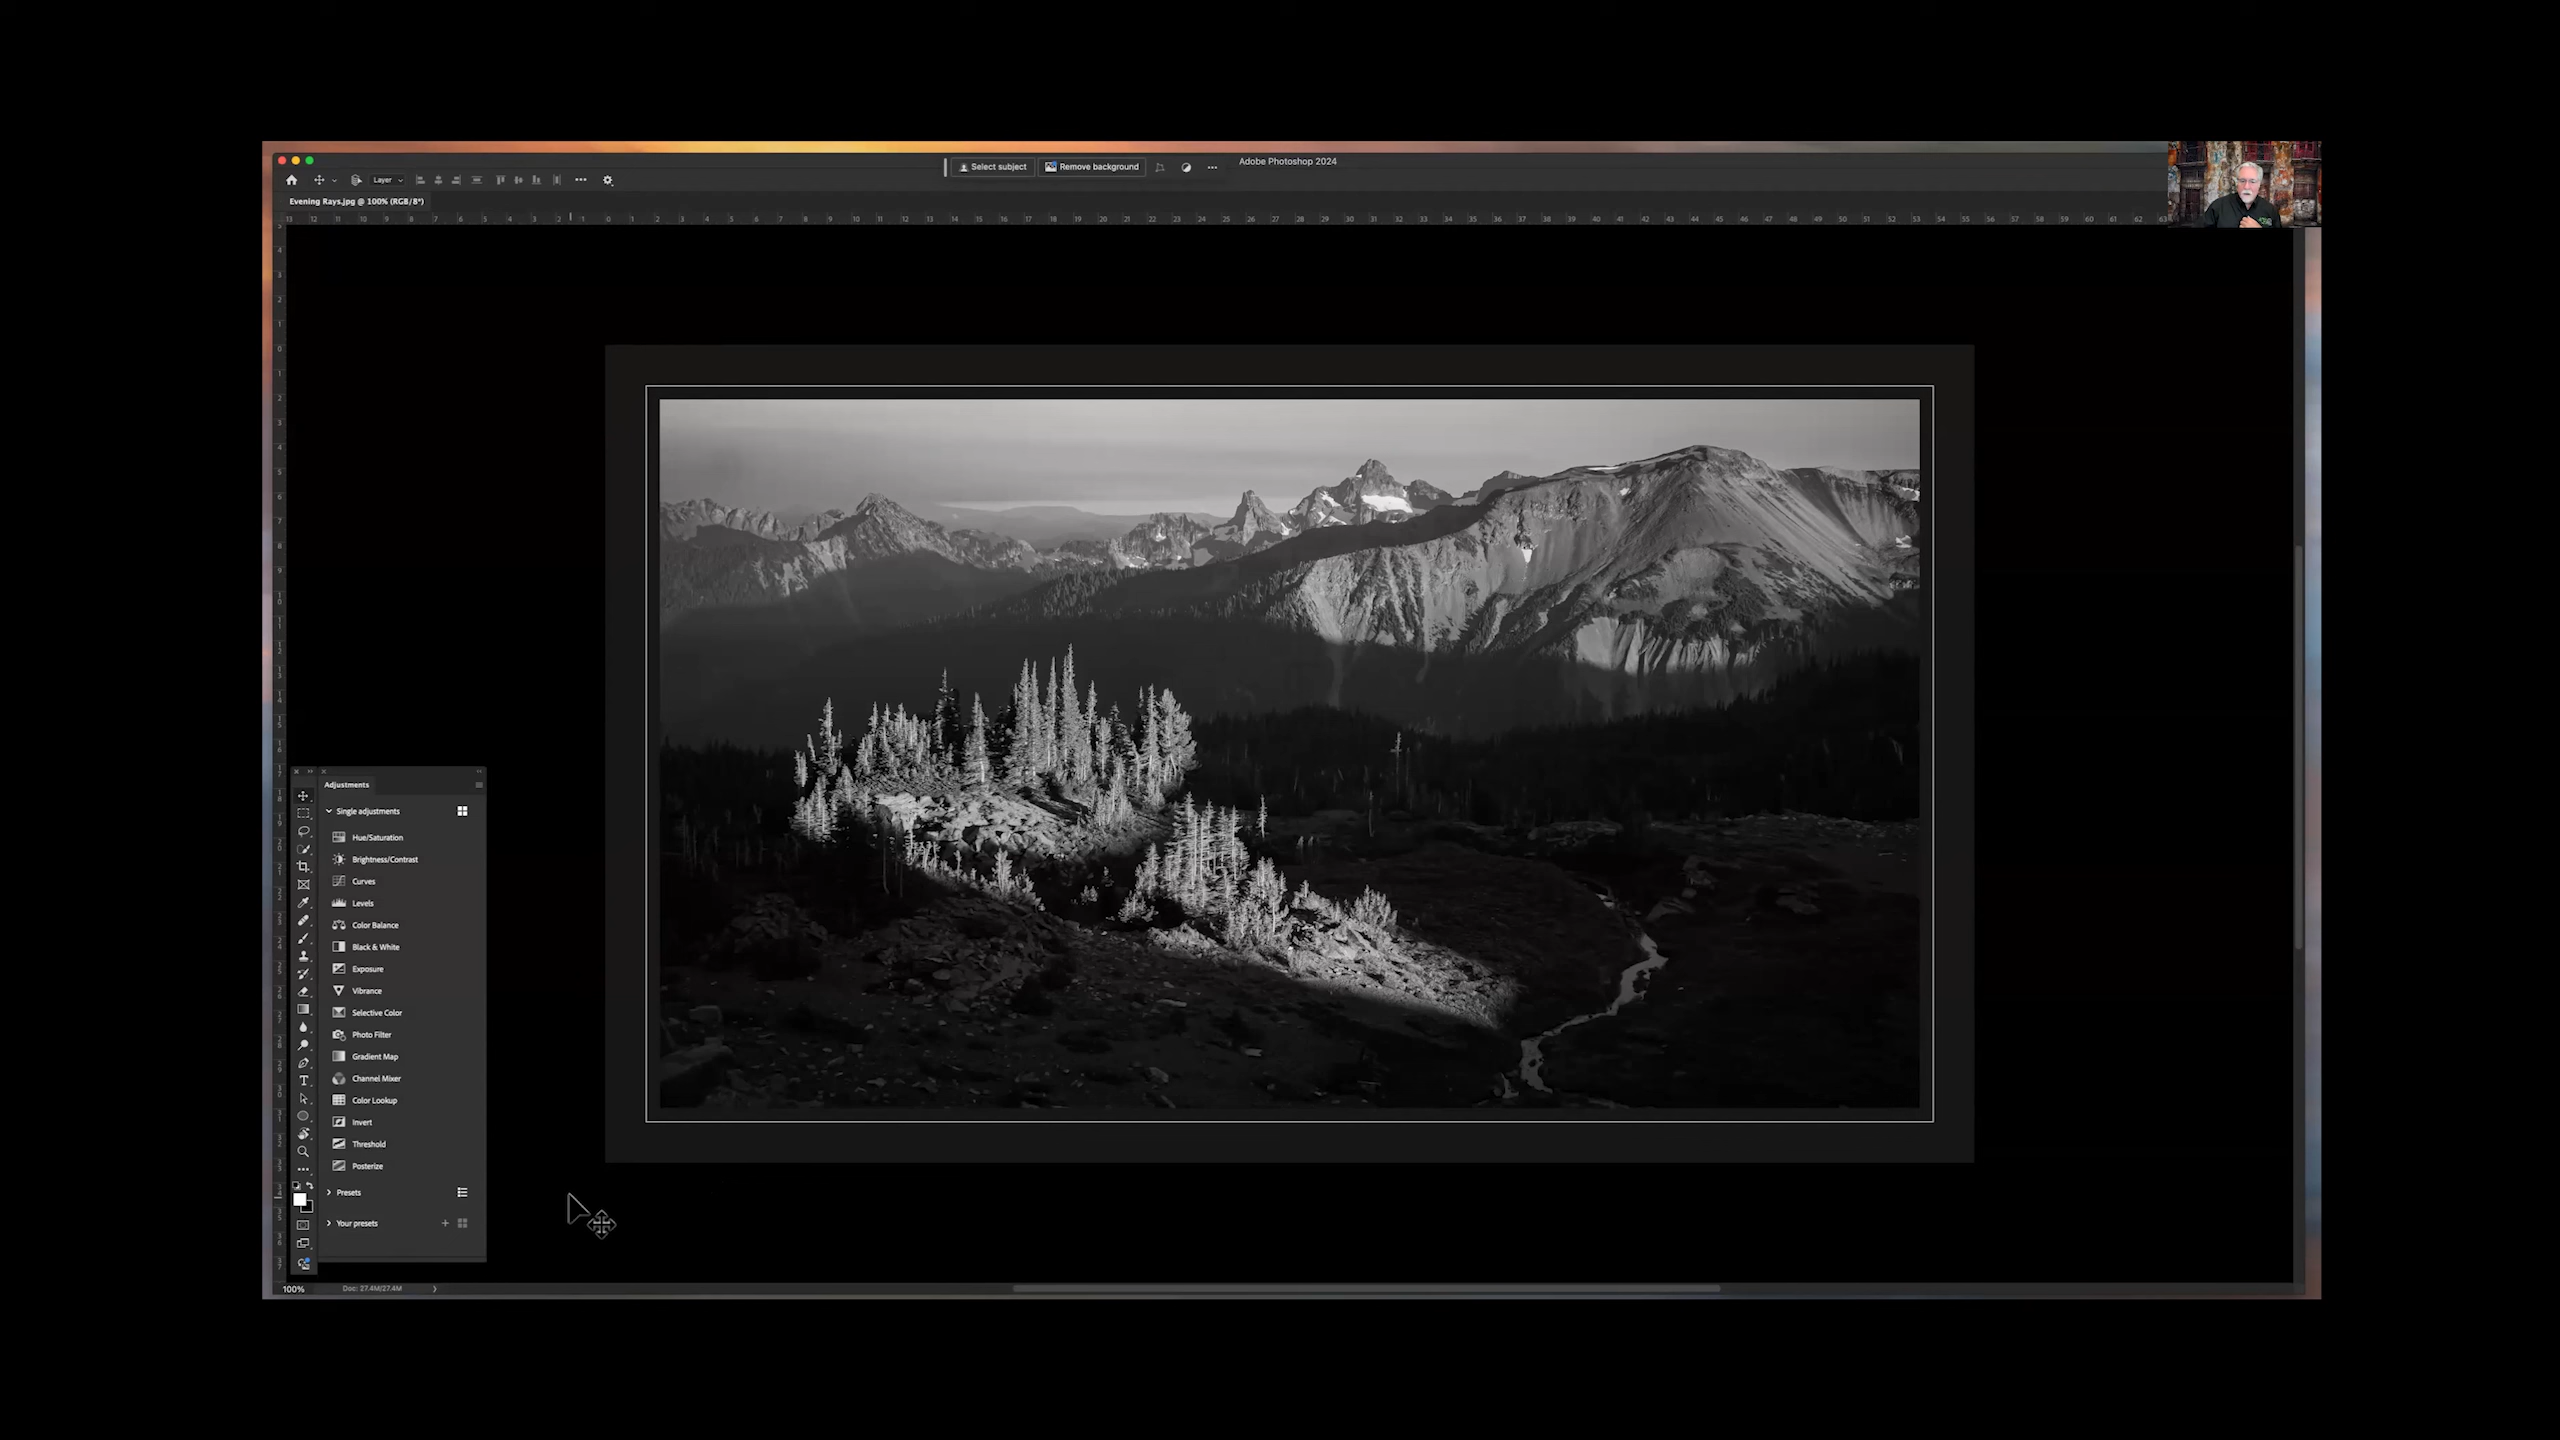 Select subject
Remove background
Adobe Photoshop 2024
Layer
Evening Rays.jpg @ 100% (RGB/8*)
Adjustments
Single adjustments
Hue/Saturation
Brightness/Contrast
Curves
Levels
Color Balance
Black & White
Exposure
Vibrance
Selective Color
Photo Filter
Gradient Map
Channel Mixer
Color Lookup
Invert
Threshold
Posterize
Presets
Your presets
100%
Doc: 27.4M/27.4M